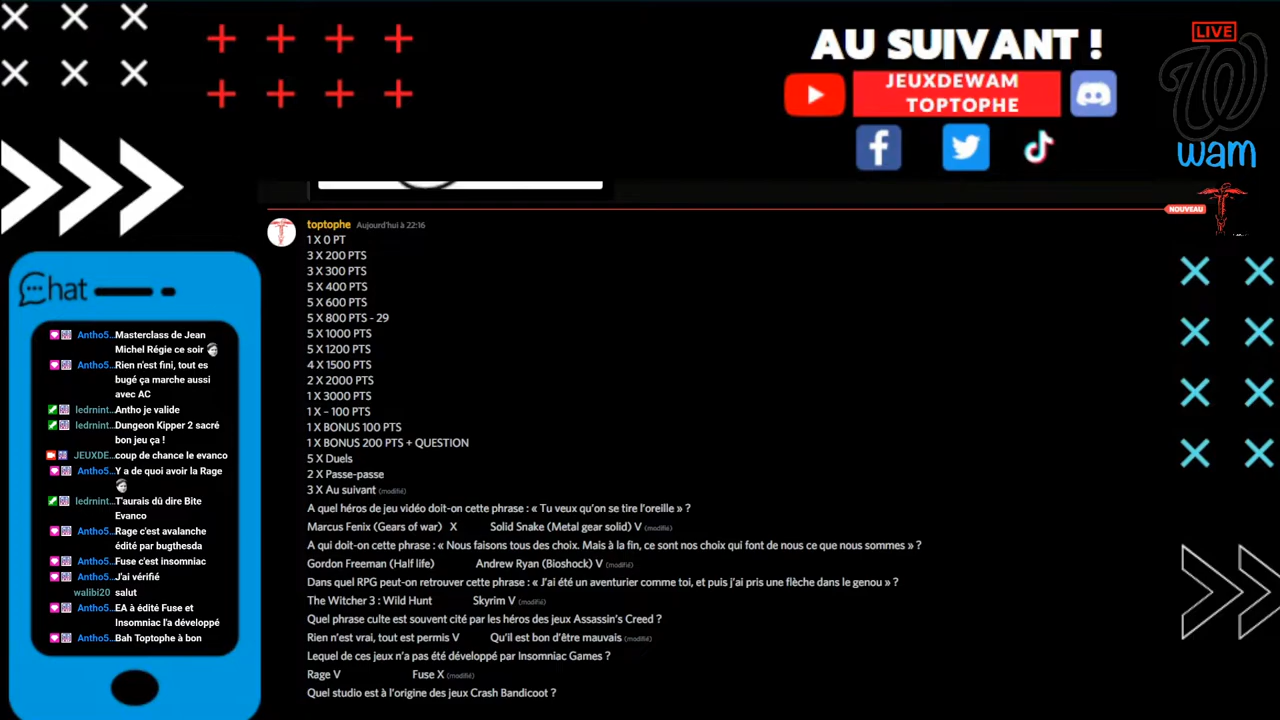 LIVE
AU SUIVANT !
JEUXDEWAM
TOPTOPHE
wam
NOUVEAU
toptophe Aujourd'hui à 22:16
1 X 0 PT
3 X 200 PTS
3 X 300 PTS
5 X 400 PTS
5 X 600 PTS
5 X 800 PTS - 29
5 X 1000 PTS
5 X 1200 PTS
4 X 1500 PTS
2 X 2000 PTS
1 X 3000 PTS
1 X – 100 PTS
1 X BONUS 100 PTS
1 X BONUS 200 PTS + QUESTION
5 X Duels
2 X Passe-passe
3 X Au suivant (modifié)
A quel héros de jeu vidéo doit-on cette phrase : « Tu veux qu'on se tire l'oreille » ?
Marcus Fenix (Gears of war) X Solid Snake (Metal gear solid) V (modifié)
A qui doit-on cette phrase : « Nous faisons tous des choix. Mais à la fin, ce sont nos choix qui font de nous ce que nous sommes » ?
Gordon Freeman (Half life) Andrew Ryan (Bioshock) V (modifié)
Dans quel RPG peut-on retrouver cette phrase : « J'ai été un aventurier comme toi, et puis j'ai pris une flèche dans le genou » ?
The Witcher 3 : Wild Hunt Skyrim V (modifié)
Quel phrase culte est souvent cité par les héros des jeux Assassin's Creed ?
Rien n'est vrai, tout est permis V Qu'il est bon d'être mauvais (modifié)
Lequel de ces jeux n'a pas été développé par Insomniac Games ?
Rage V Fuse X (modifié)
Quel studio est à l'origine des jeux Crash Bandicoot ?
Chat
Antho5... Masterclass de Jean
Michel Régie ce soir
Antho5... Rien n'est fini, tout es
bugé ça marche aussi
avec AC
ledrnint... Antho je valide
ledrnint... Dungeon Kipper 2 sacré
bon jeu ça !
JEUXDE... coup de chance le evanco
Antho5... Y a de quoi avoir la Rage
ledrnint... T'aurais dû dire Bite
Evanco
Antho5... Rage c'est avalanche
édité par bugthesda
Antho5... Fuse c'est insomniac
Antho5... J'ai vérifié
walibi20 salut
Antho5... EA à édité Fuse et
Insomniac l'a développé
Antho5... Bah Toptophe à bon